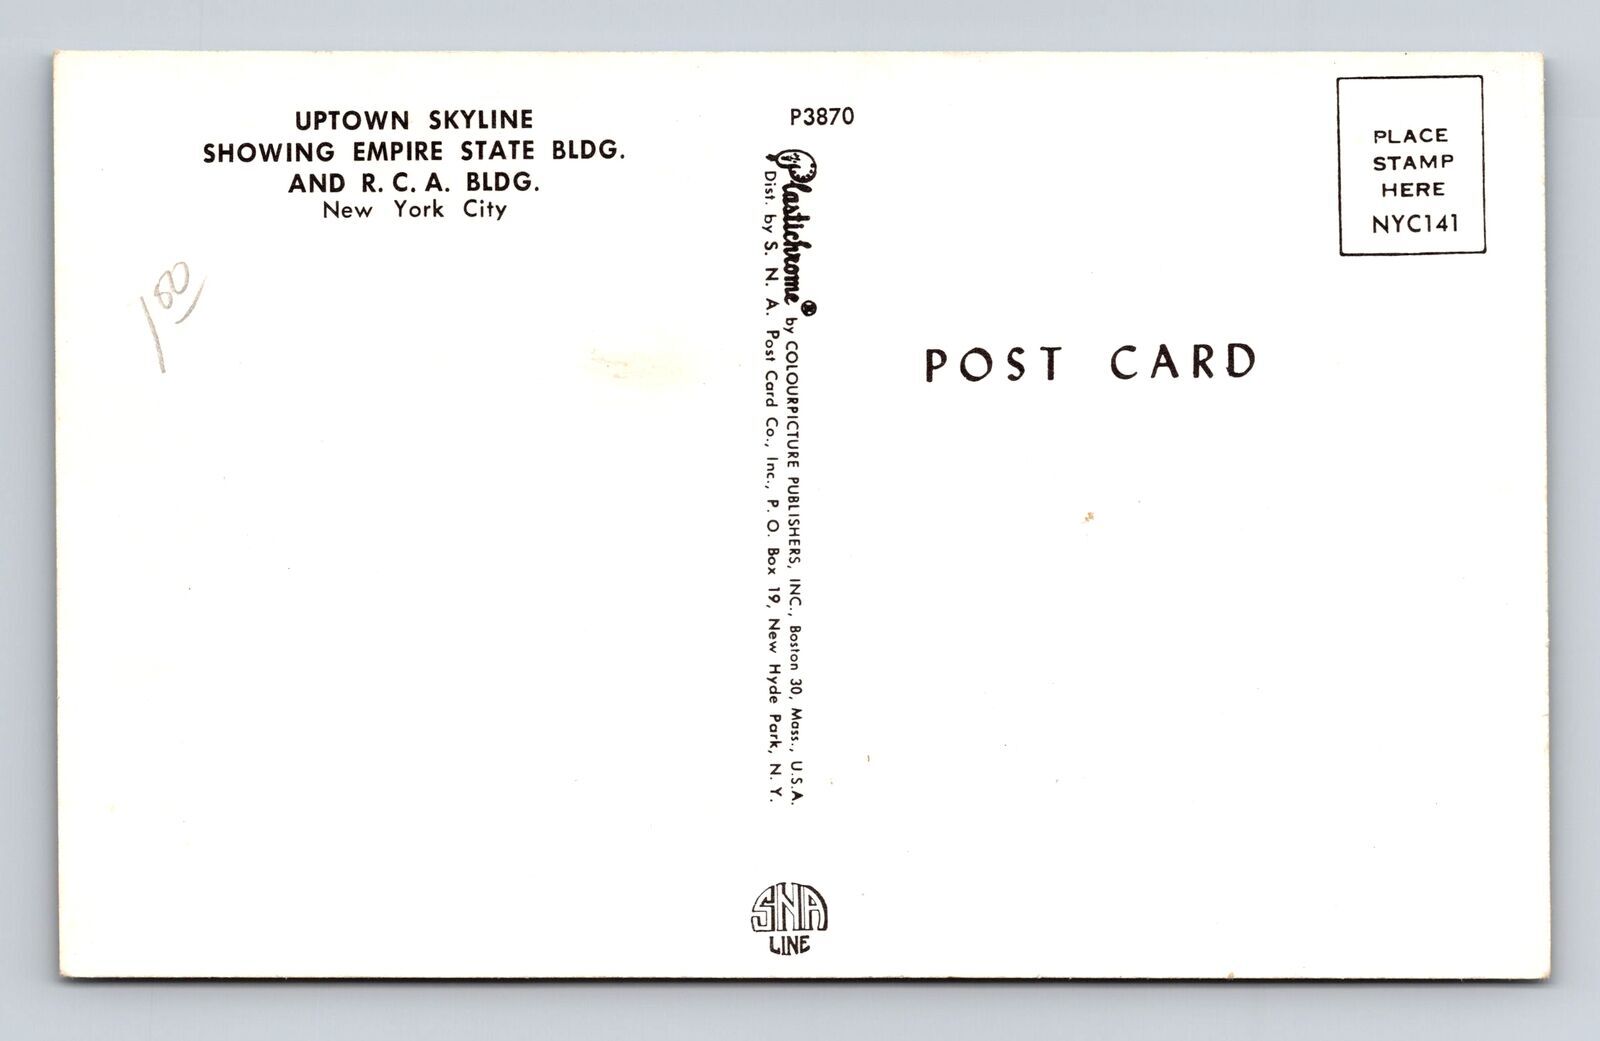 UPTOWN SKYLINE
SHOWING EMPIRE STATE BLDG.
AND R. C. A. BLDG.
New York City
1 00
P3870
Plastichrome ® by COLOURPICTURE PUBLISHERS, INC., Boston 30, Mass., U.S.A.
Dist. by S. N. A. Post Card Co., Inc., P. O. Box 19, New Hyde Park, N. Y.
SNA
LINE
PLACE
STAMP
HERE
NYC141
POST CARD